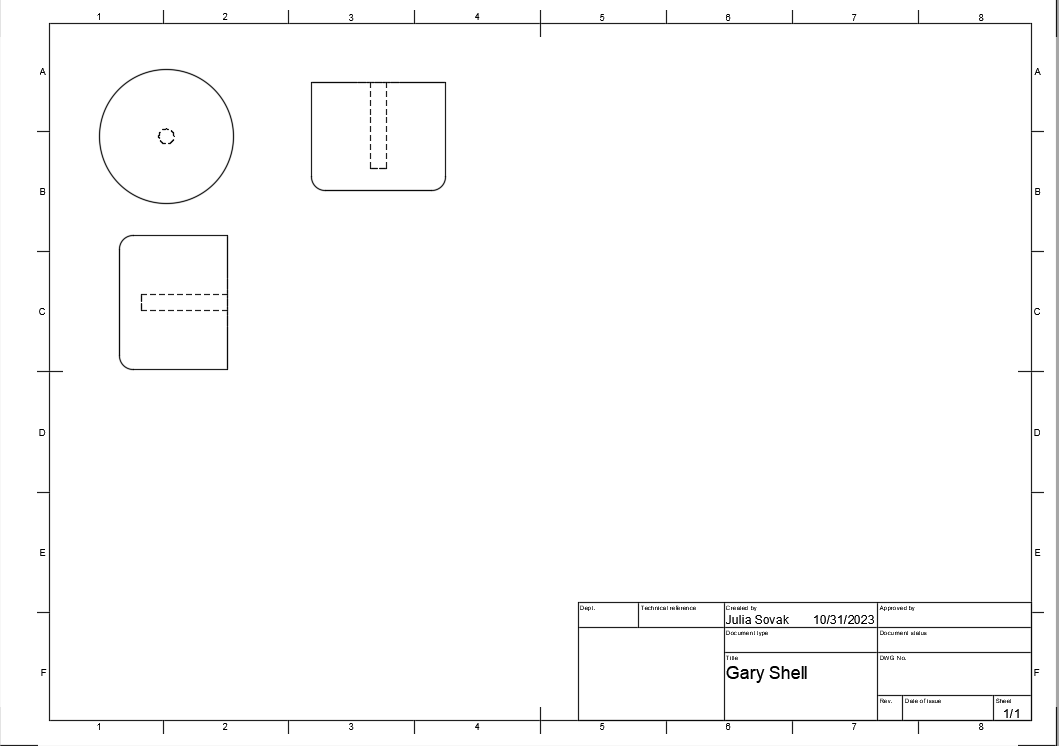 1 2 3 4 5 6 7 8
A A
B B
C C
D D
E E
F F
Dept. Technical reference Created by Approved by
Julia Sovak 10/31/2023
Document type Document status
Title DWG No.
Gary Shell
Rev. Date of issue Sheet
1/1
1 2 3 4 5 6 7 8